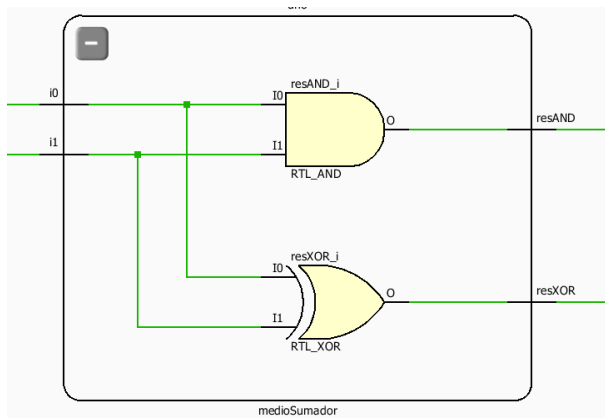 resAND_i
i0
I0
O
resAND
i1
I1
RTL_AND
resXOR_i
I0
O
resXOR
I1
RTL_XOR
medioSumador